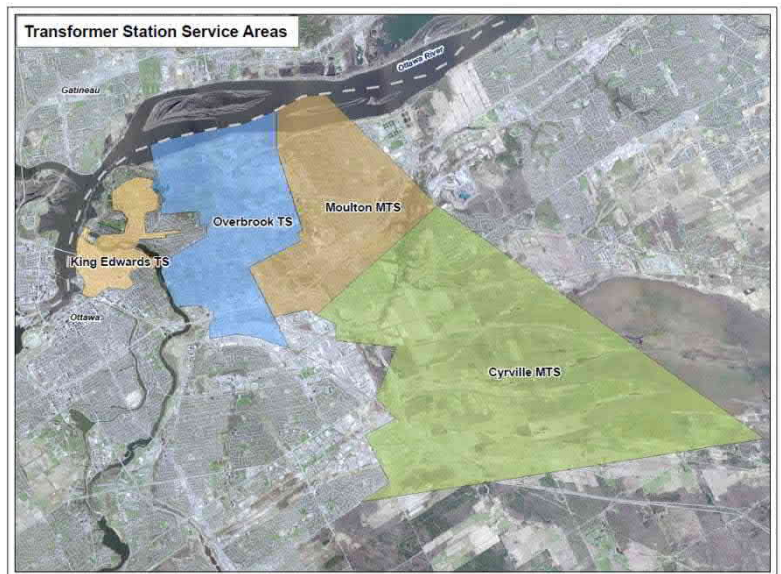 Transformer Station Service Areas
Ottawa River
Gatineau
Moulton MTS
Overbrook TS
King Edwards TS
Ottawa
Cyrville MTS